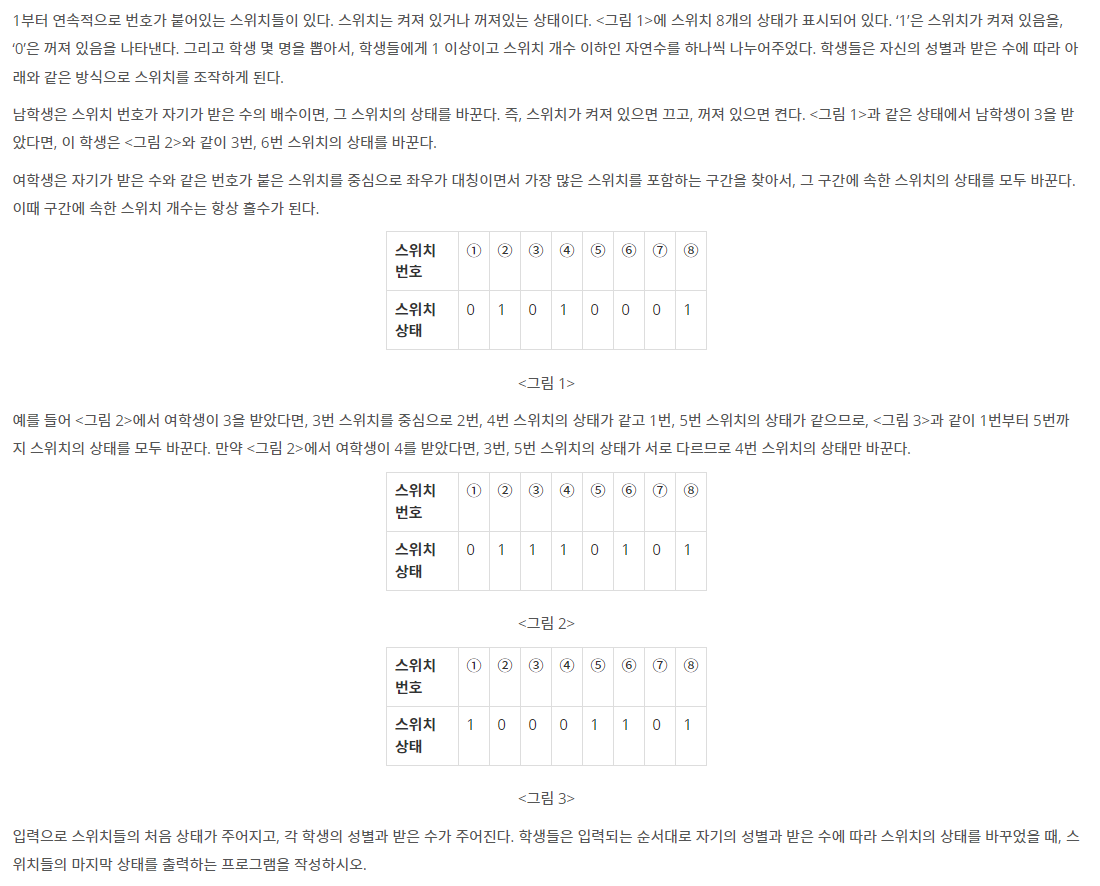 1부터 연속적으로 번호가 붙어있는 스위치들이 있다. 스위치는 켜져 있거나 꺼져있는 상태이다. <그림 1>에 스위치 8개의 상태가 표시되어 있다. ‘1’은 스위치가 켜져 있음을,
‘0’은 꺼져 있음을 나타낸다. 그리고 학생 몇 명을 뽑아서, 학생들에게 1 이상이고 스위치 개수 이하인 자연수를 하나씩 나누어주었다. 학생들은 자신의 성별과 받은 수에 따라 아
래와 같은 방식으로 스위치를 조작하게 된다.
남학생은 스위치 번호가 자기가 받은 수의 배수이면, 그 스위치의 상태를 바꾼다. 즉, 스위치가 켜져 있으면 끄고, 꺼져 있으면 켠다. <그림 1>과 같은 상태에서 남학생이 3을 받
았다면, 이 학생은 <그림 2>와 같이 3번, 6번 스위치의 상태를 바꾼다.
여학생은 자기가 받은 수와 같은 번호가 붙은 스위치를 중심으로 좌우가 대칭이면서 가장 많은 스위치를 포함하는 구간을 찾아서, 그 구간에 속한 스위치의 상태를 모두 바꾼다.
이때 구간에 속한 스위치 개수는 항상 홀수가 된다.
스위치 ① ② ③ ④ ⑤ ⑥ ⑦ ⑧
번호
스위치 0 1 0 1 0 0 0 1
상태
<그림 1>
예를 들어 <그림 2>에서 여학생이 3을 받았다면, 3번 스위치를 중심으로 2번, 4번 스위치의 상태가 같고 1번, 5번 스위치의 상태가 같으므로, <그림 3>과 같이 1번부터 5번까
지 스위치의 상태를 모두 바꾼다. 만약 <그림 2>에서 여학생이 4를 받았다면, 3번, 5번 스위치의 상태가 서로 다르므로 4번 스위치의 상태만 바꾼다.
스위치 ① ② ③ ④ ⑤ ⑥ ⑦ ⑧
번호
스위치 0 1 1 1 0 1 0 1
상태
<그림 2>
스위치 ① ② ③ ④ ⑤ ⑥ ⑦ ⑧
번호
스위치 1 0 0 0 1 1 0 1
상태
<그림 3>
입력으로 스위치들의 처음 상태가 주어지고, 각 학생의 성별과 받은 수가 주어진다. 학생들은 입력되는 순서대로 자기의 성별과 받은 수에 따라 스위치의 상태를 바꾸었을 때, 스
위치들의 마지막 상태를 출력하는 프로그램을 작성하시오.